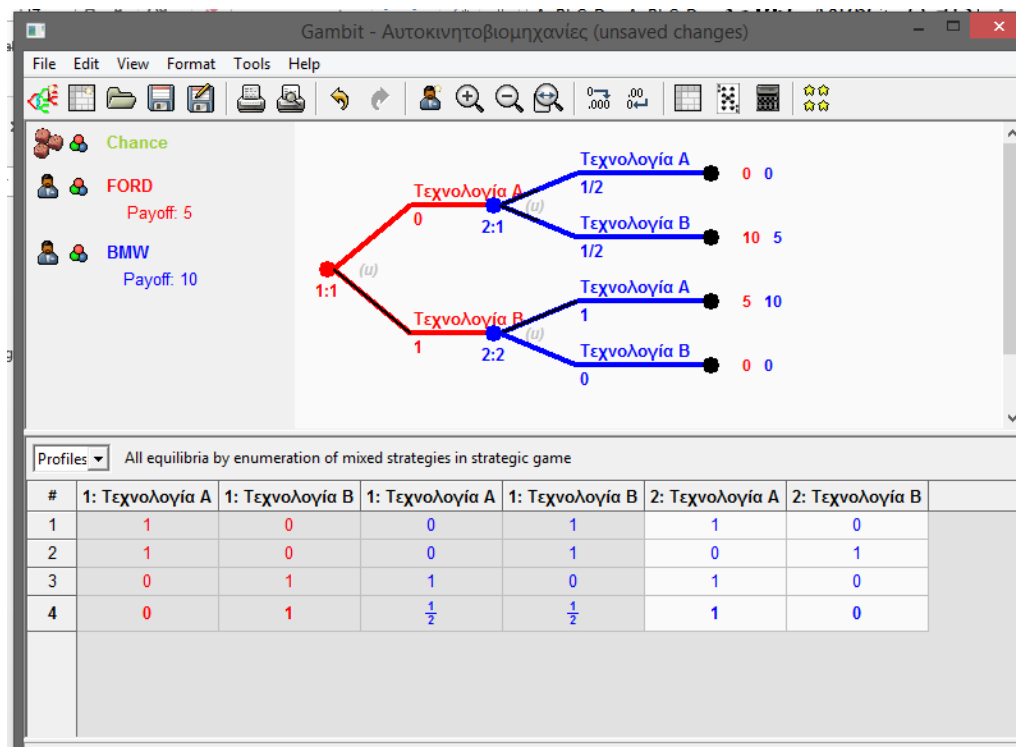 Gambit - Αυτοκινητοβιομηχανίες (unsaved changes)
File Edit View Format Tools Help
Chance
FORD
Payoff: 5
BMW
Payoff: 10
1:1
(u)
Τεχνολογία A
0
2:1
(u)
Τεχνολογία A
1/2
0 0
Τεχνολογία B
1/2
10 5
Τεχνολογία B
1
2:2
(u)
Τεχνολογία A
1
5 10
Τεχνολογία B
0
0 0
Profiles All equilibria by enumeration of mixed strategies in strategic game
# 1: Τεχνολογία A 1: Τεχνολογία B 1: Τεχνολογία A 1: Τεχνολογία B 2: Τεχνολογία A 2: Τεχνολογία B
1 1 0 0 1 1 0
2 1 0 0 1 0 1
3 0 1 1 0 1 0
4 0 1 1/2 1/2 1 0